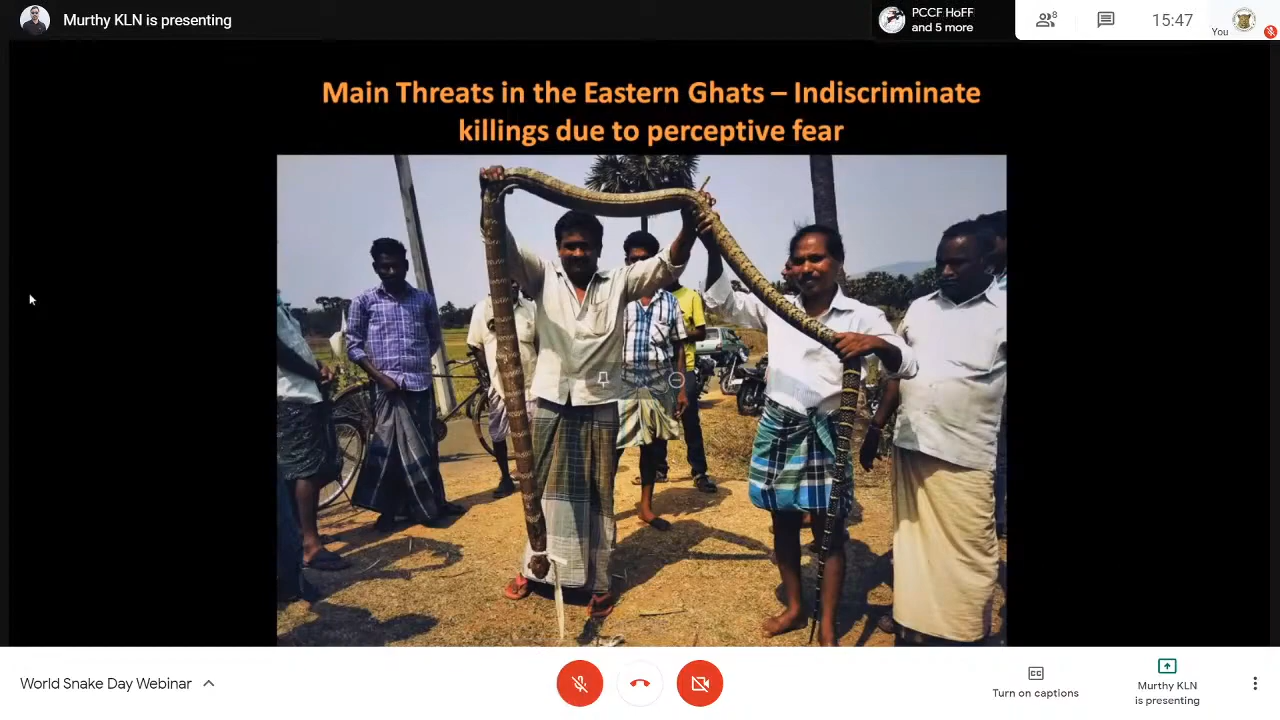 Murthy KLN is presenting
PCCF HoFF
and 5 more
8
15:47
You
Main Threats in the Eastern Ghats – Indiscriminate
killings due to perceptive fear
World Snake Day Webinar
CC
Turn on captions
Murthy KLN
is presenting